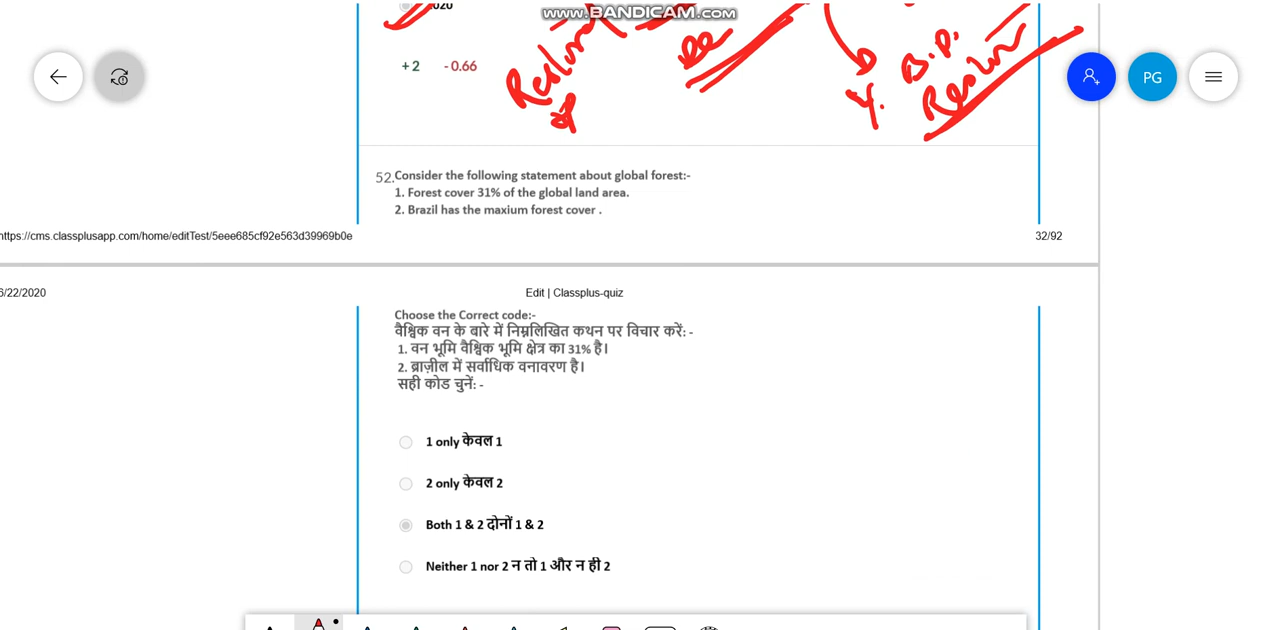 www.BANDICAM.com
020
+ 2 - 0.66
Restora
of
Y. B.P.
PG
52. Consider the following statement about global forest:-
1. Forest cover 31% of the global land area.
2. Brazil has the maxium forest cover .
https://cms.classplusapp.com/home/editTest/5eee685cf92e563d39969b0e 32/92
6/22/2020 Edit | Classplus-quiz
Choose the Correct code:-
वैश्विक वन के बारे में निम्नलिखित कथन पर विचार करें: -
1. वन भूमि वैश्विक भूमि क्षेत्र का 31% है।
2. ब्राज़ील में सर्वाधिक वनावरण है।
सही कोड चुनें: -
1 only केवल 1
2 only केवल 2
Both 1 & 2 दोनों 1 & 2
Neither 1 nor 2 न तो 1 और न ही 2